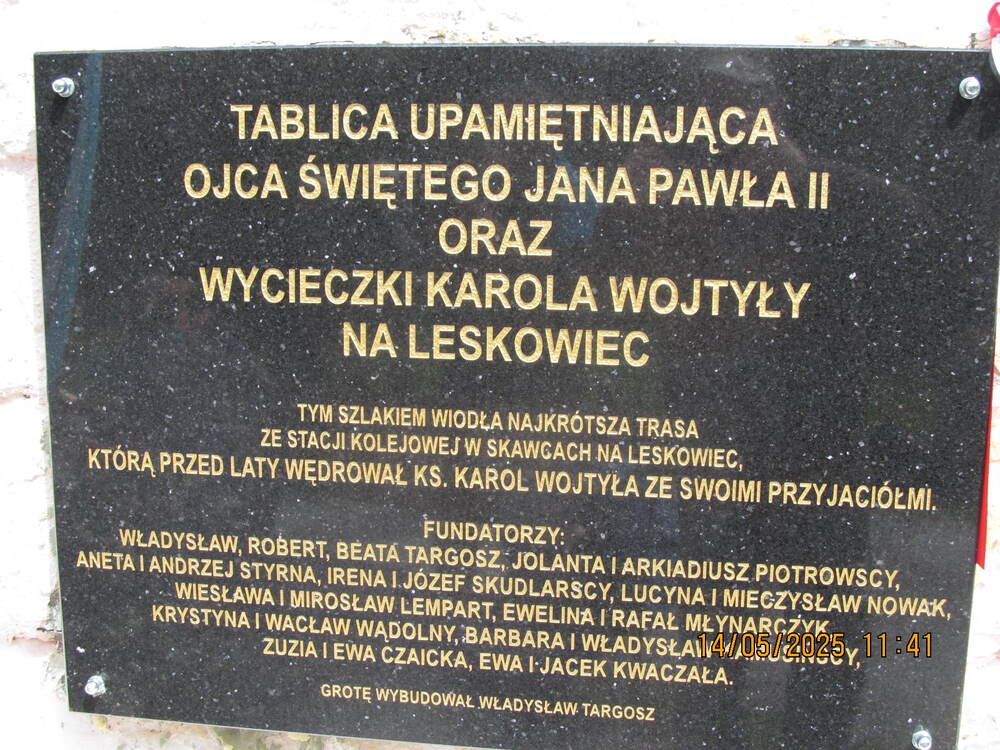 TABLICA UPAMIĘTNIAJĄCA
OJCA ŚWIĘTEGO JANA PAWŁA II
ORAZ
WYCIECZKI KAROLA WOJTYŁY
NA LESKOWIEC
TYM SZLAKIEM WIODŁA NAJKRÓTSZA TRASA
ZE STACJI KOLEJOWEJ W SKAWCACH NA LESKOWIEC,
KTÓRĄ PRZED LATY WĘDROWAŁ KS. KAROL WOJTYŁA ZE SWOIMI PRZYJACIÓŁMI.
FUNDATORZY:
WŁADYSŁAW, ROBERT, BEATA TARGOSZ, JOLANTA I ARKIADIUSZ PIOTROWSCY,
ANETA I ANDRZEJ STYRNA, IRENA I JÓZEF SKUDLARSCY, LUCYNA I MIECZYSŁAW NOWAK,
WIESŁAWA I MIROSŁAW LEMPART, EWELINA I RAFAŁ MŁYNARCZYK,
KRYSTYNA I WACŁAW WĄDOLNY, BARBARA I WŁADYSŁAW
ZUZIA I EWA CZAICKA, EWA I JACEK KWACZAŁA.
GROTĘ WYBUDOWAŁ WŁADYSŁAW TARGOSZ
14/05/2025 11:41